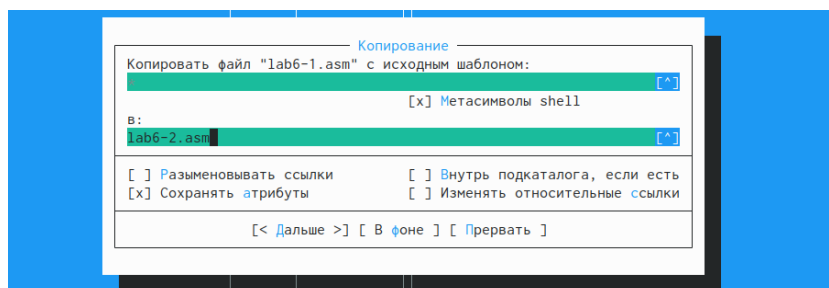 Копирование
Копировать файл "lab6-1.asm" с исходным шаблоном:
[^]
[x] Метасимволы shell
в:
lab6-2.asm [^]
[ ] Разыменовывать ссылки [ ] Внутрь подкаталога, если есть
[x] Сохранять атрибуты [ ] Изменять относительные ссылки
[< Дальше >] [ В фоне ] [ Прервать ]